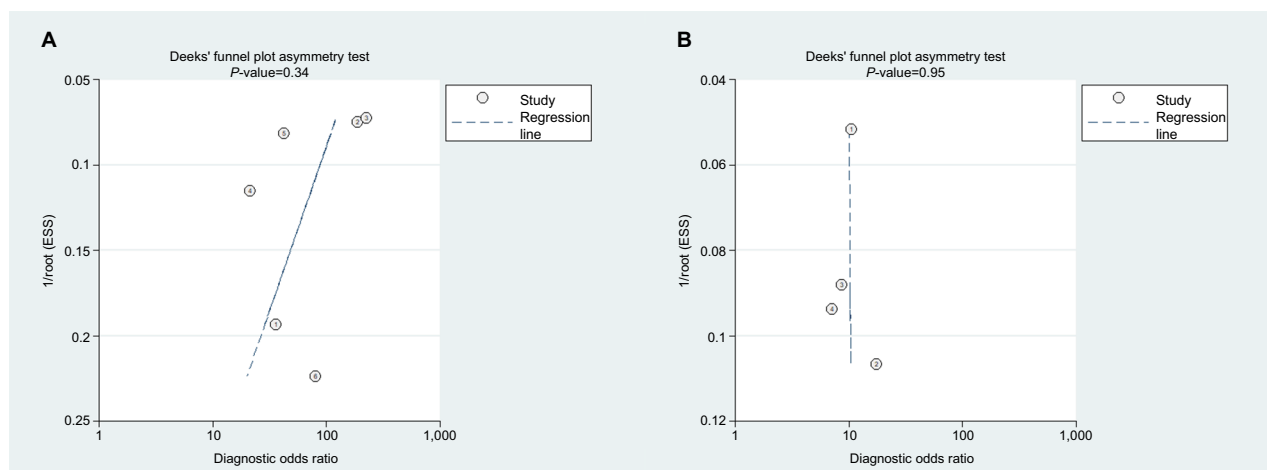 A
Deeks' funnel plot asymmetry test
P-value=0.34
0.05
0.1
0.15
0.2
0.25
1/root (ESS)
1
10
100
1,000
Diagnostic odds ratio
Study
Regression
line
5
2
3
4
1
6
B
Deeks' funnel plot asymmetry test
P-value=0.95
0.04
0.06
0.08
0.1
0.12
1/root (ESS)
1
10
100
1,000
Diagnostic odds ratio
Study
Regression
line
1
3
4
2